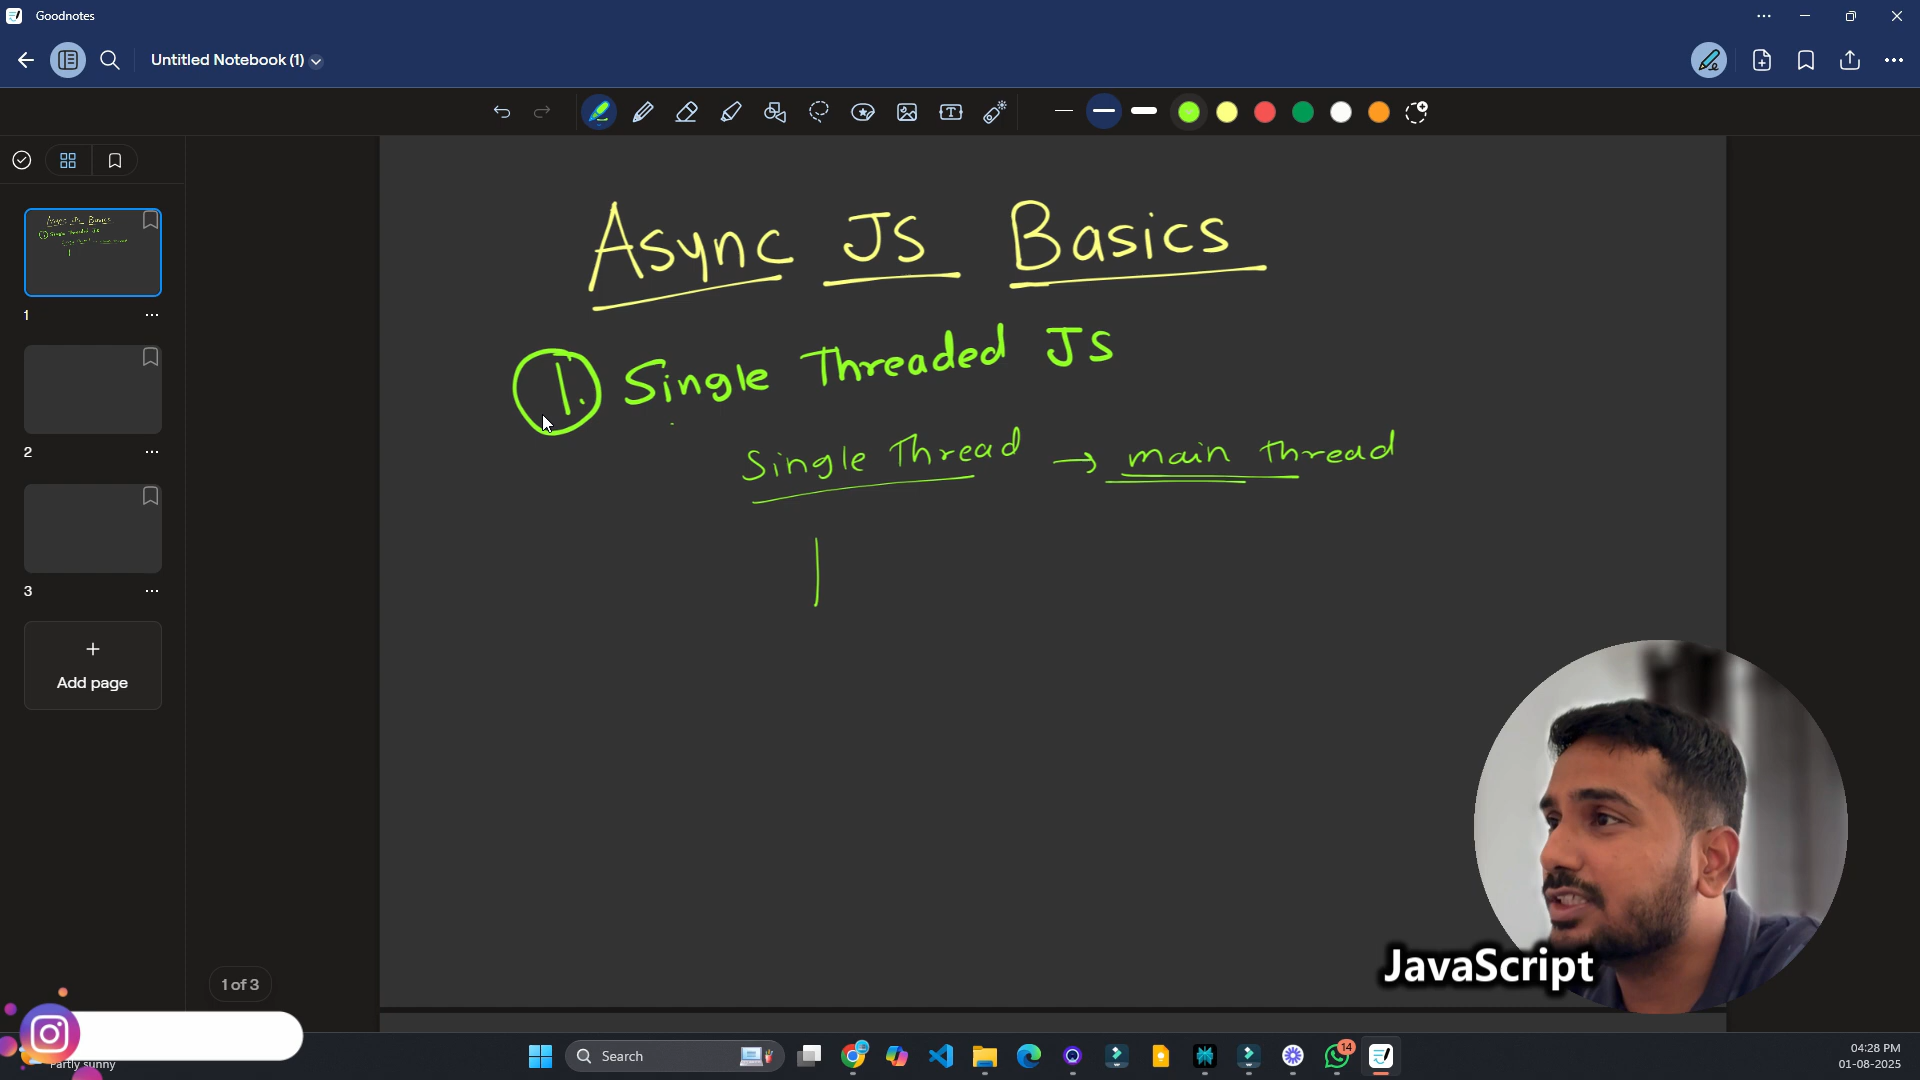 Goodnotes
Untitled Notebook (1)
Async JS Basics
1. Single Threaded JS
Single Thread → main thread
1
2
3
Add page
1 of 3
JavaScript
Partly sunny
Search
14
04:28 PM
01-08-2025